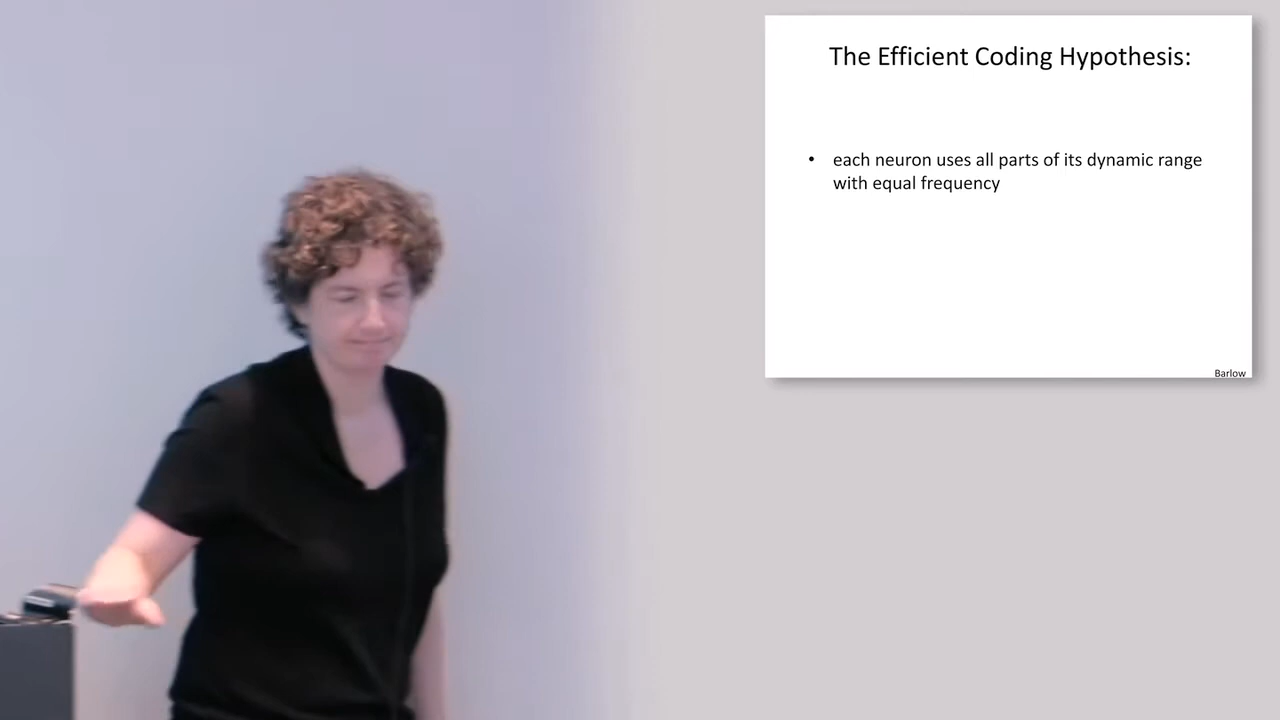 The Efficient Coding Hypothesis:
• each neuron uses all parts of its dynamic range
with equal frequency
Barlow